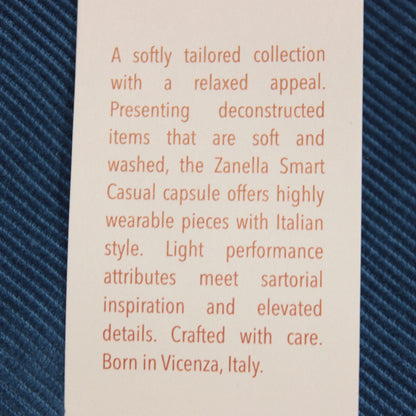 A softly tailored collection
with a relaxed appeal.
Presenting deconstructed
items that are soft and
washed, the Zanella Smart
Casual capsule offers highly
wearable pieces with Italian
style. Light performance
attributes meet sartorial
inspiration and elevated
details. Crafted with care.
Born in Vicenza, Italy.